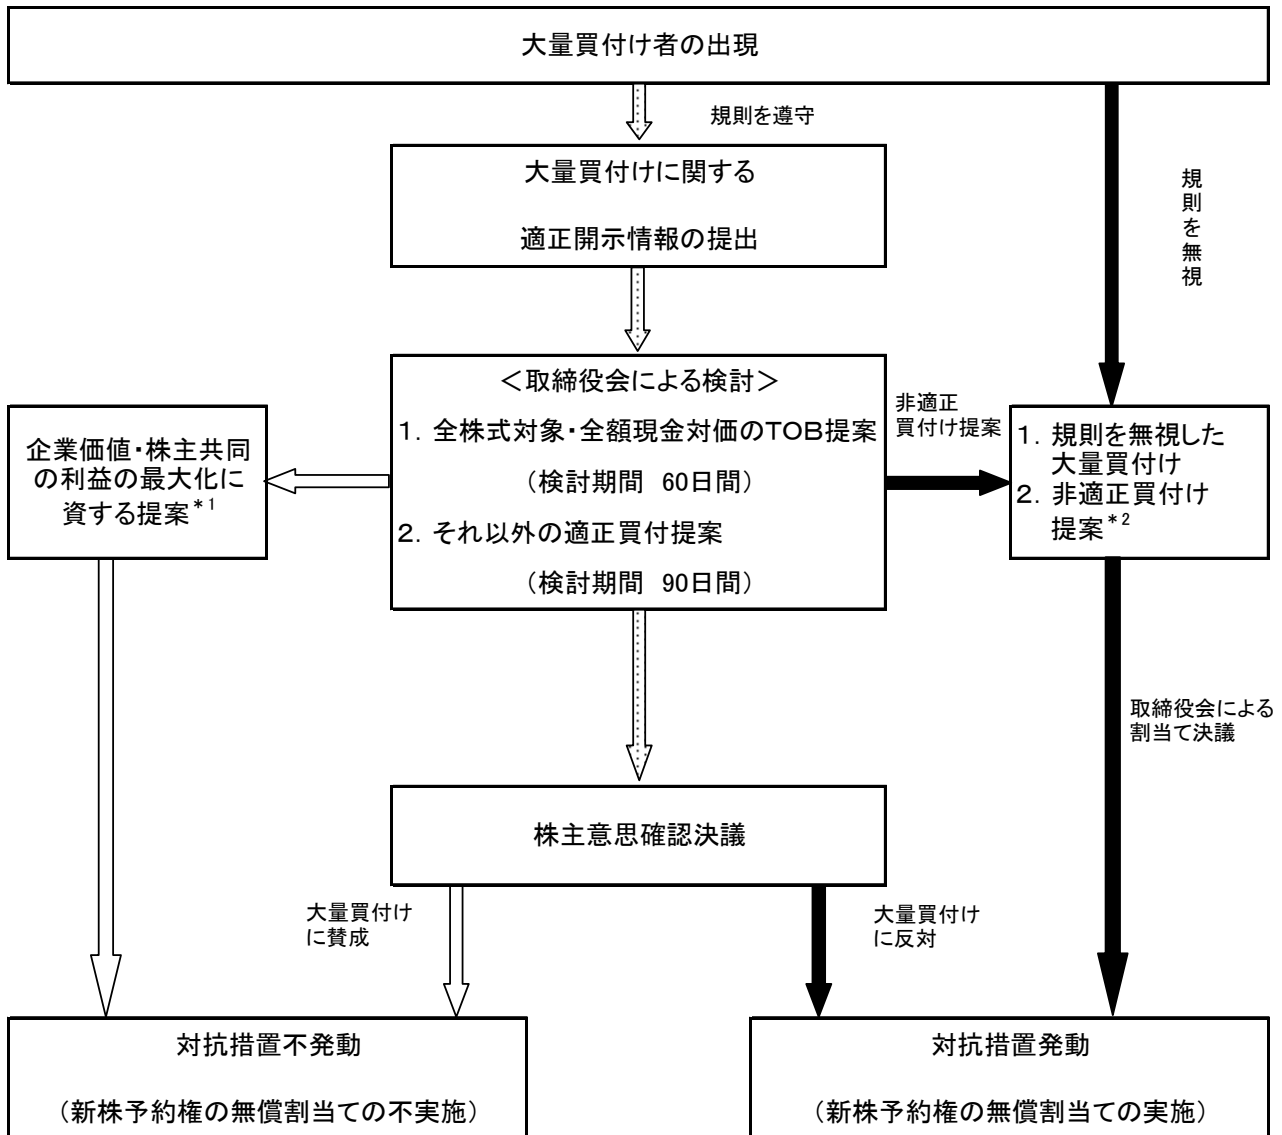 大量買付け者の出現
規則を遵守
大量買付けに関する
適正開示情報の提出
規則を無視
＜取締役会による検討＞
1．全株式対象・全額現金対価のTOB提案
（検討期間　60日間）
2．それ以外の適正買付提案
（検討期間　90日間）
非適正
買付け提案
企業価値・株主共同
の利益の最大化に
資する提案*1
1．規則を無視した
大量買付け
2．非適正買付け
提案*2
取締役会による
割当て決議
株主意思確認決議
大量買付け
に賛成
大量買付け
に反対
対抗措置不発動
（新株予約権の無償割当ての不実施）
対抗措置発動
（新株予約権の無償割当ての実施）